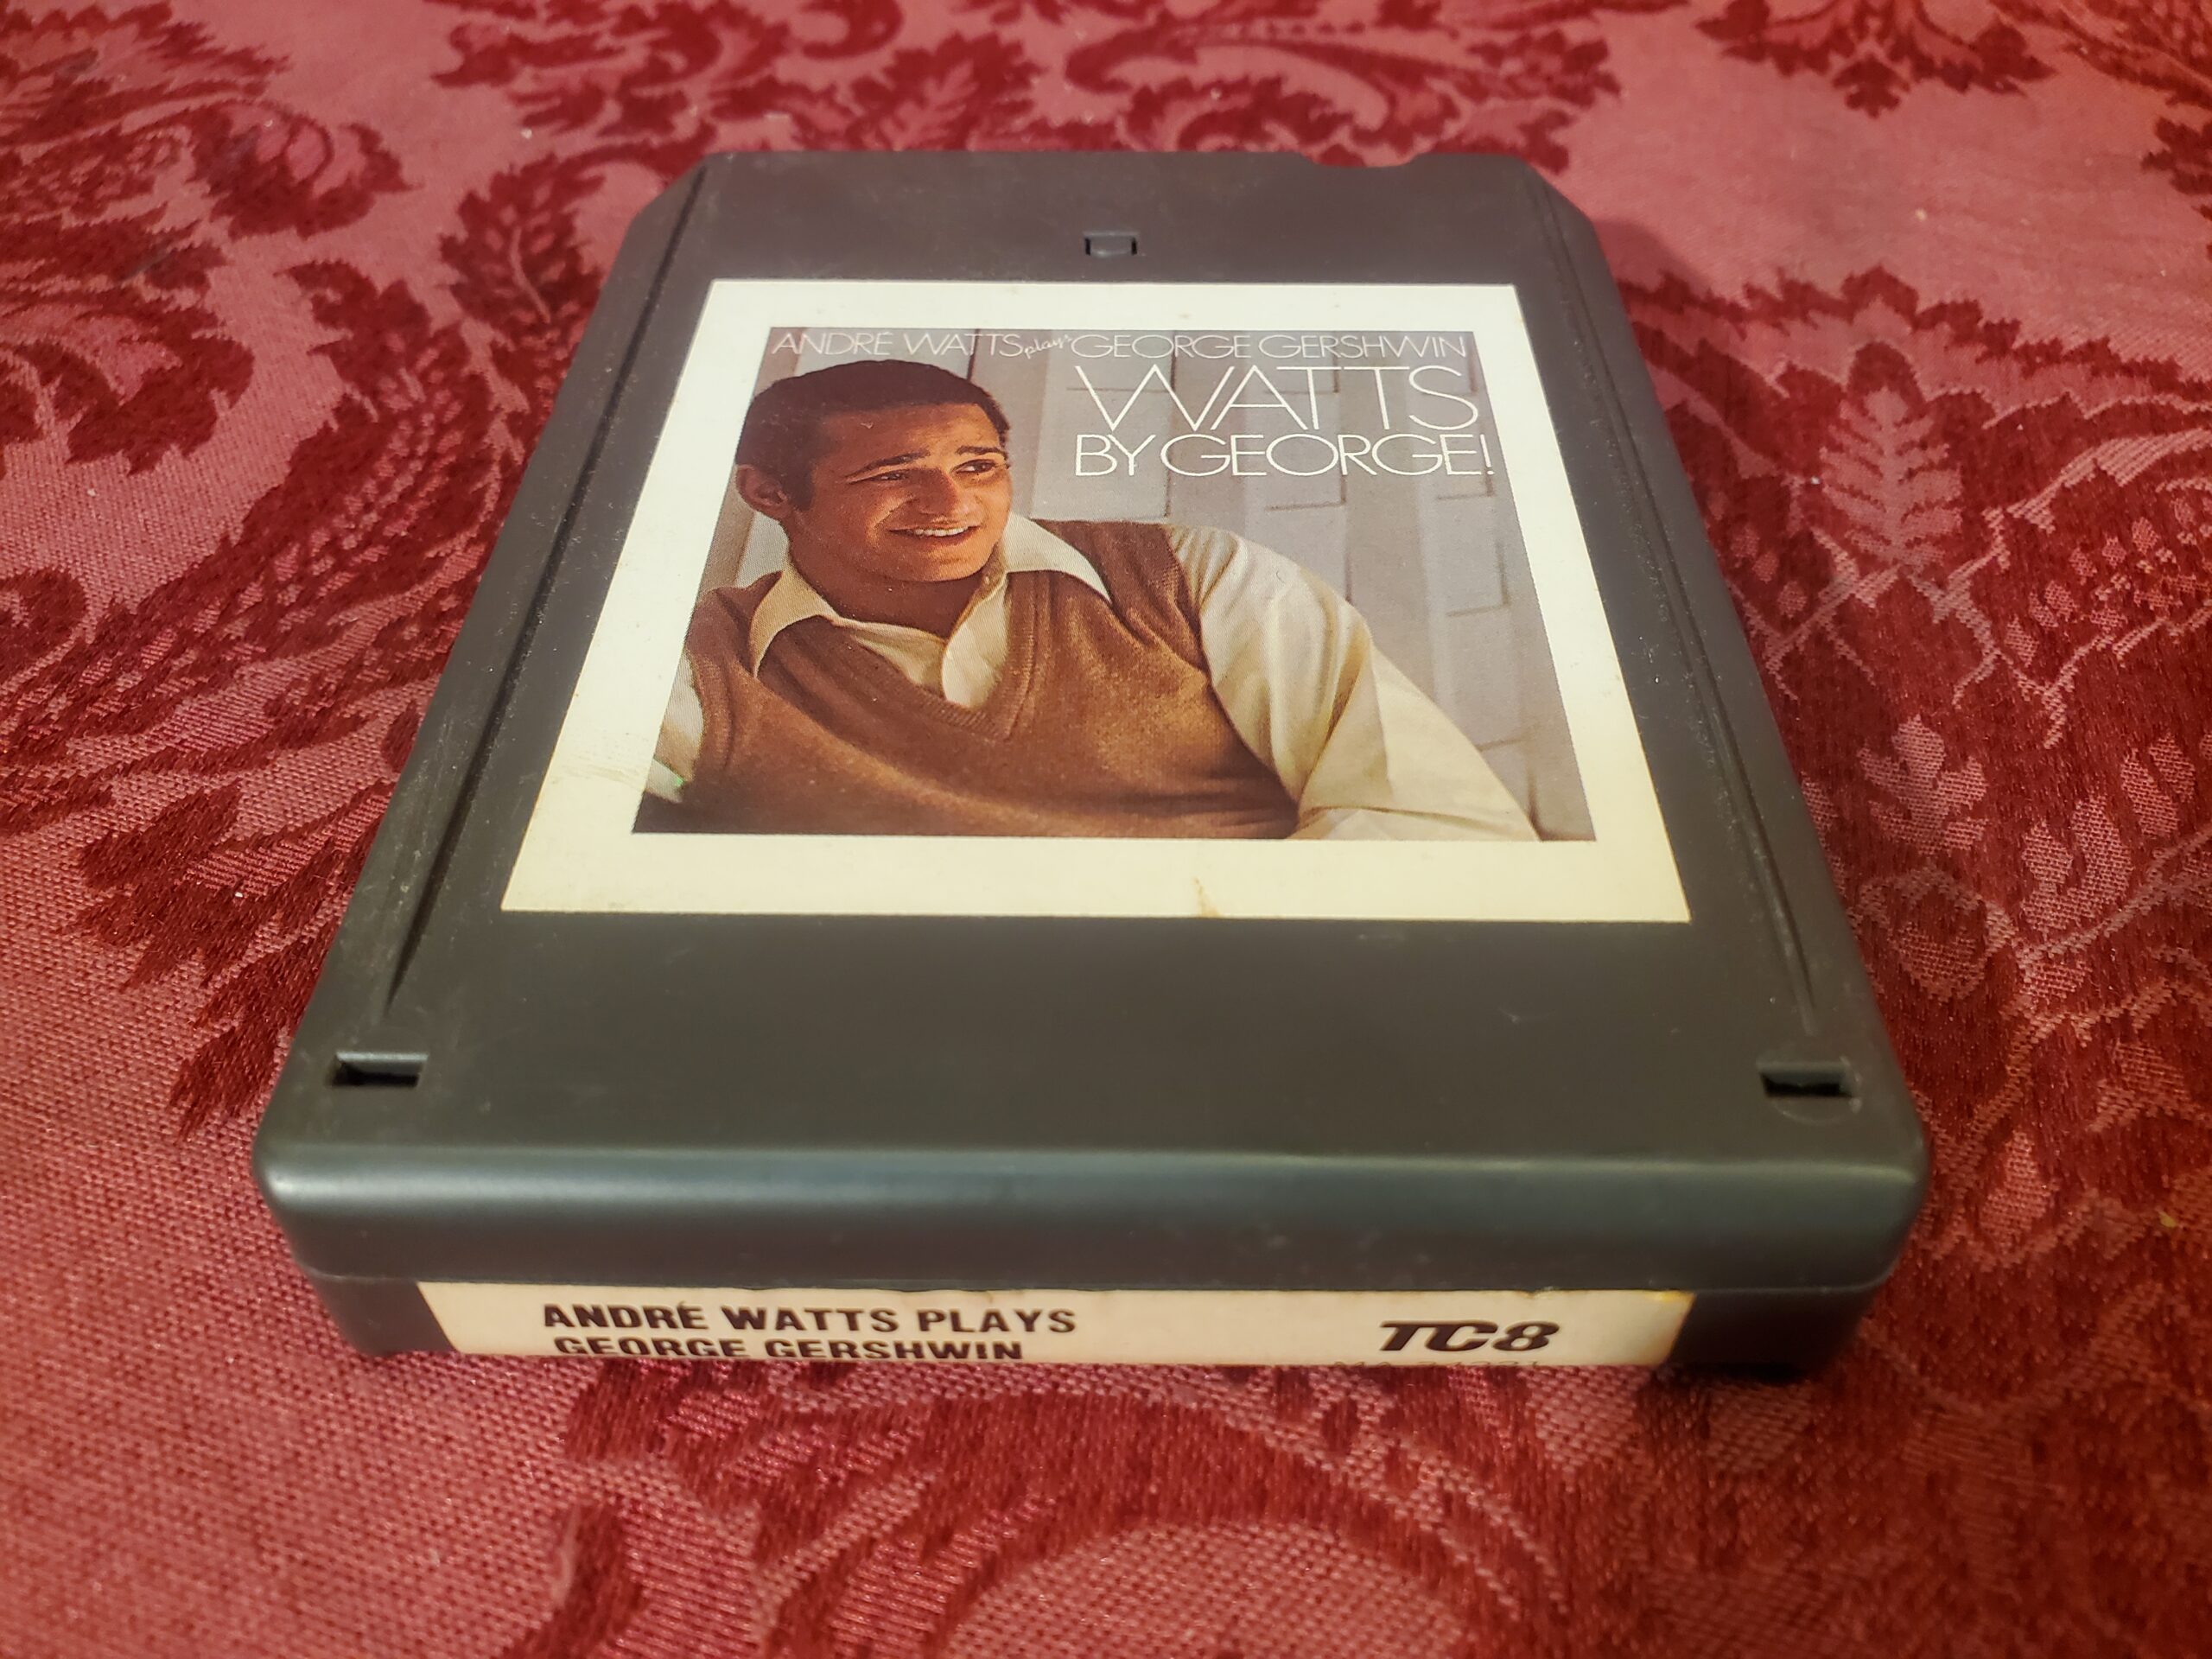 ANDRÉ WATTS plays GEORGE GERSHWIN
WATTS
BY GEORGE!
ANDRÉ WATTS PLAYS
GEORGE GERSHWIN
TC8